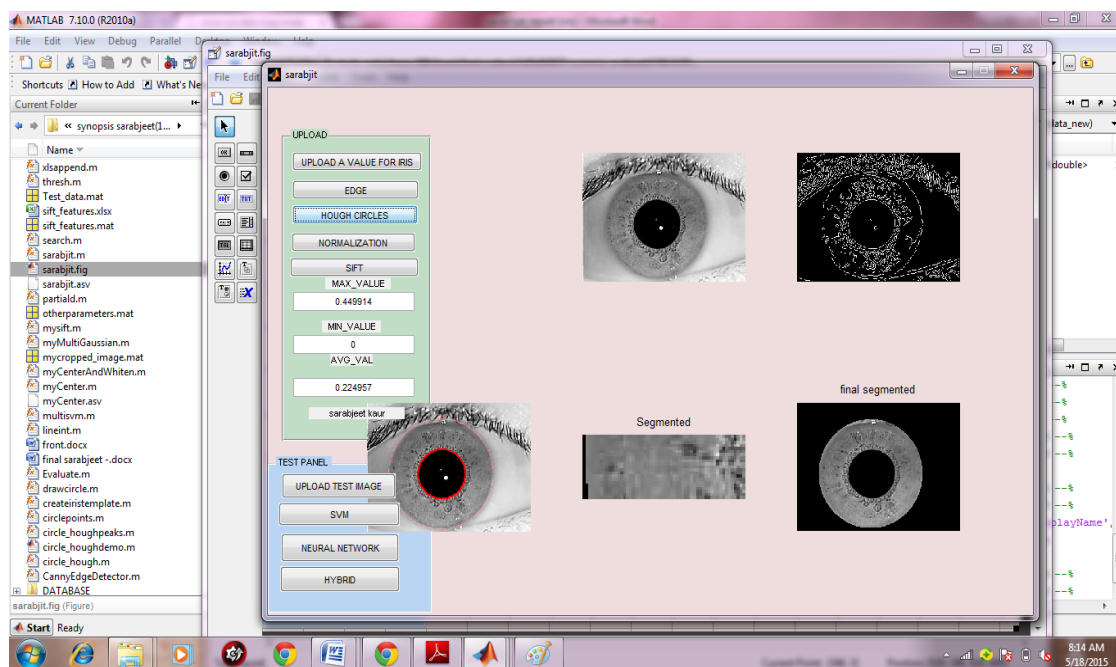 MATLAB 7.10.0 (R2010a)
File Edit View Debug Parallel Desktop Window Help
Shortcuts How to Add What's Ne
Current Folder
« synopsis sarabjeet(1...
Name
xlsappend.m
thresh.m
Test_data.mat
sift_features.xlsx
sift_features.mat
search.m
sarabjit.m
sarabjit.fig
sarabjit.asv
partiald.m
otherparameters.mat
mysift.m
myMultiGaussian.m
mycropped_image.mat
myCenterAndWhiten.m
myCenter.m
myCenter.asv
multisvm.m
lineint.m
front.docx
final sarabjeet -.docx
Evaluate.m
drawcircle.m
createiristemplate.m
circlepoints.m
circle_houghpeaks.m
circle_houghdemo.m
circle_hough.m
CannyEdgeDetector.m
DATABASE
sarabjit.fig (Figure)
Start Ready
sarabjit.fig
File Edit
sarabjit
UPLOAD
UPLOAD A VALUE FOR IRIS
EDGE
HOUGH CIRCLES
NORMALIZATION
SIFT
MAX_VALUE
0.449914
MIN_VALUE
0
AVG_VAL
0.224957
sarabjeet kaur
TEST PANEL
UPLOAD TEST IMAGE
SVM
NEURAL NETWORK
HYBRID
Segmented
final segmented
data_new)
double>
--%
--%
--%
--%
--%
--%
playName',
--%
--%
8:14 AM
5/18/2015